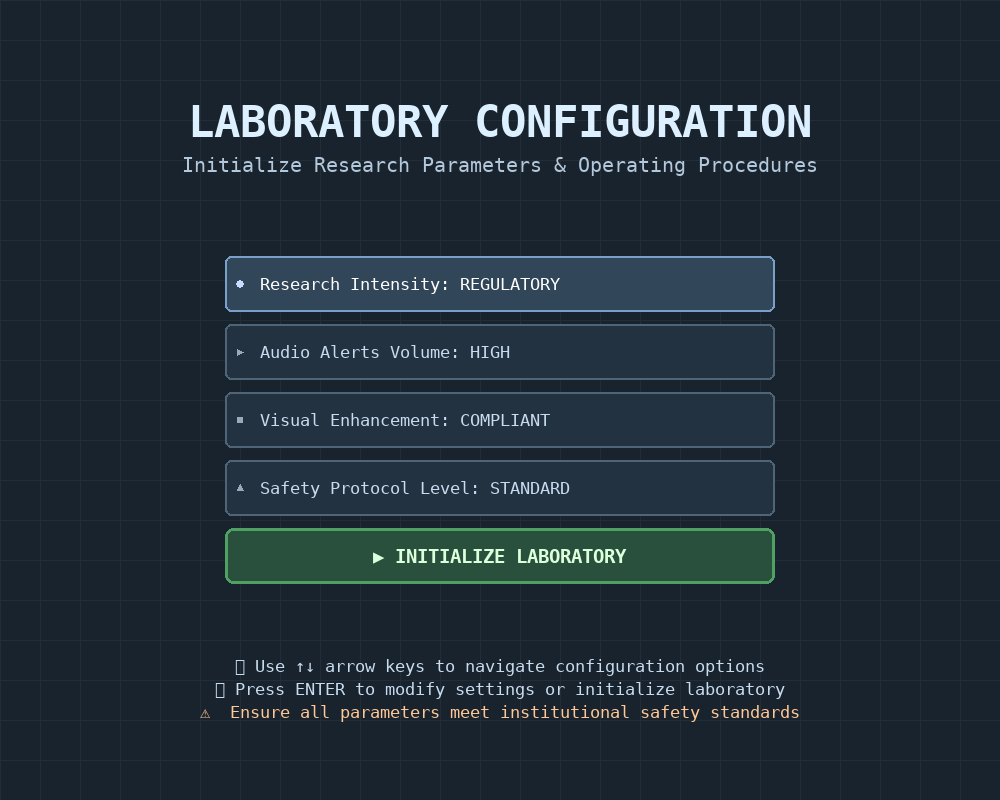 LABORATORY CONFIGURATION
Initialize Research Parameters & Operating Procedures
Research Intensity: REGULATORY
Audio Alerts Volume: HIGH
Visual Enhancement: COMPLIANT
Safety Protocol Level: STANDARD
▶ INITIALIZE LABORATORY
Use ↑↓ arrow keys to navigate configuration options
Press ENTER to modify settings or initialize laboratory
⚠ Ensure all parameters meet institutional safety standards